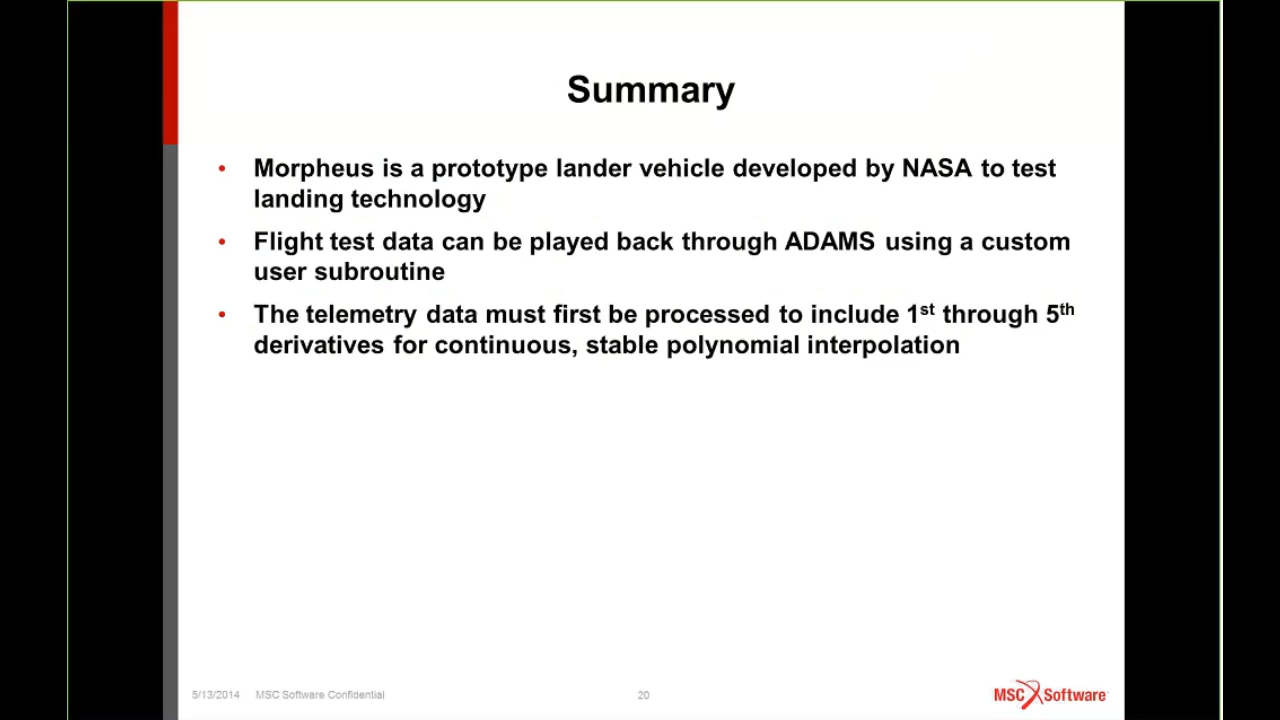 Summary
• Morpheus is a prototype lander vehicle developed by NASA to test
landing technology
• Flight test data can be played back through ADAMS using a custom
user subroutine
• The telemetry data must first be processed to include 1st through 5th
derivatives for continuous, stable polynomial interpolation
5/13/2014 MSC Software Confidential 20 MSC Software